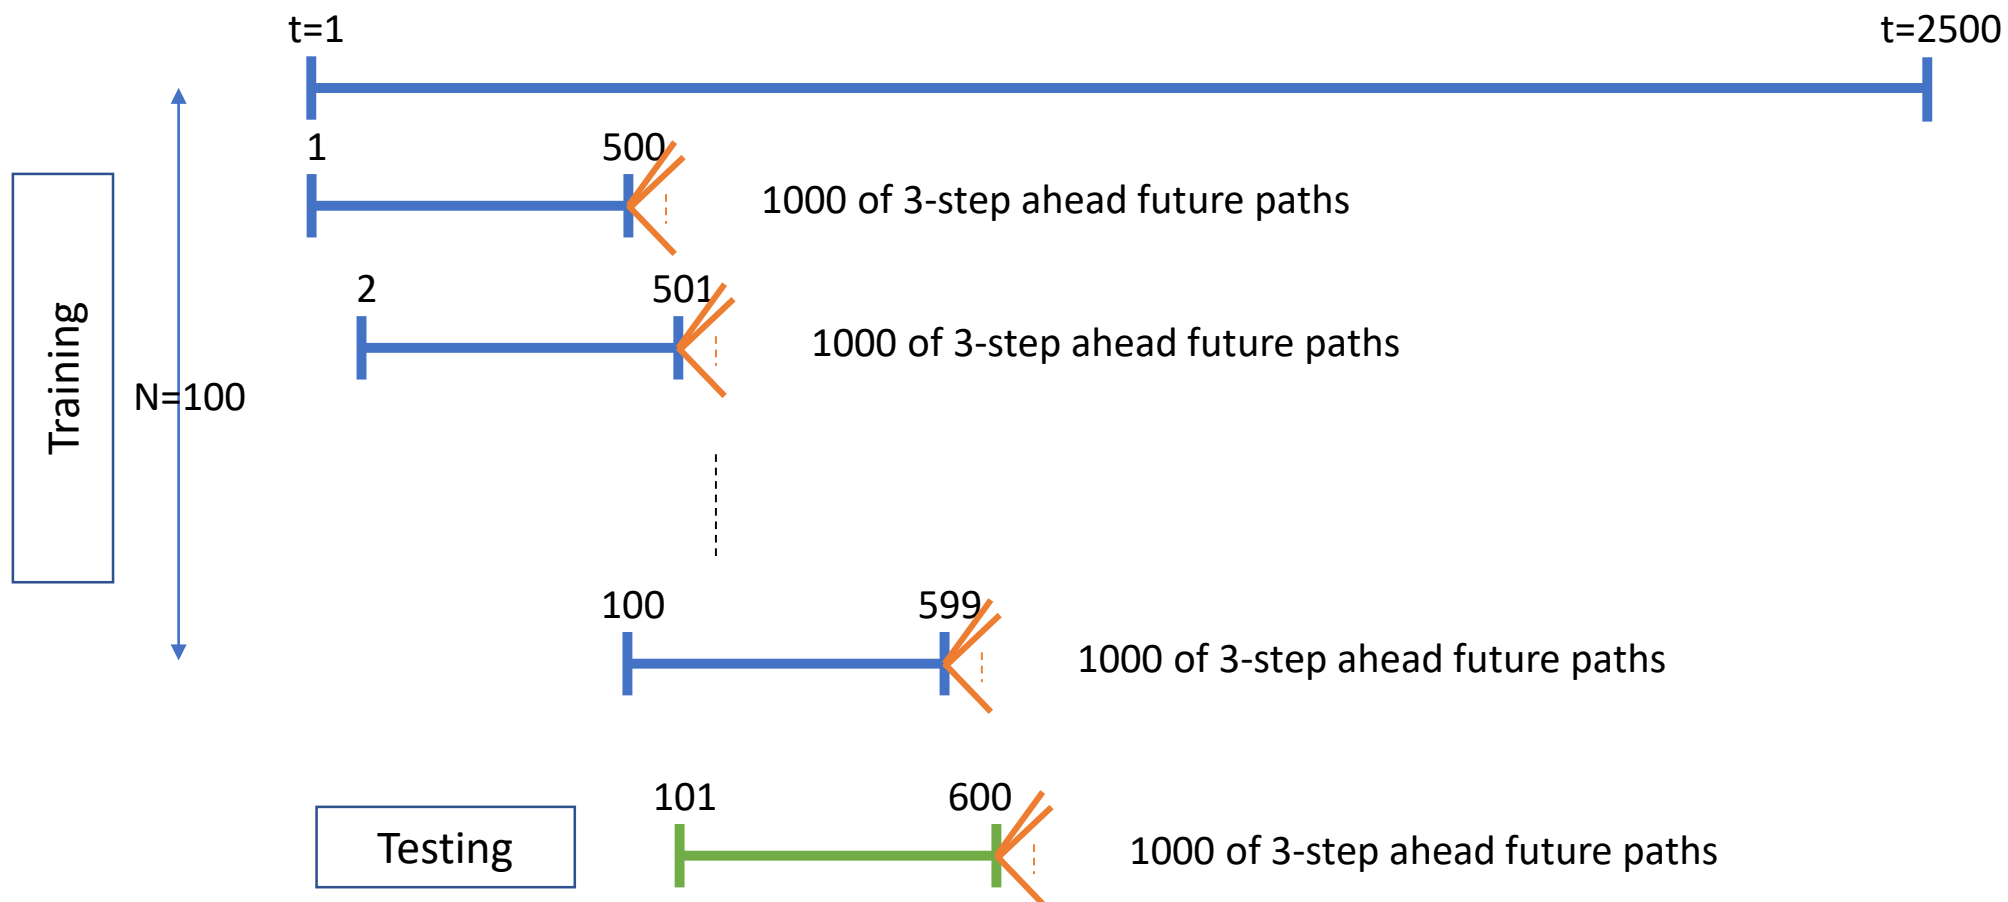 t=1
t=2500
1
500
1000 of 3-step ahead future paths
2
501
1000 of 3-step ahead future paths
Training
N=100
100
599
1000 of 3-step ahead future paths
101
600
Testing
1000 of 3-step ahead future paths